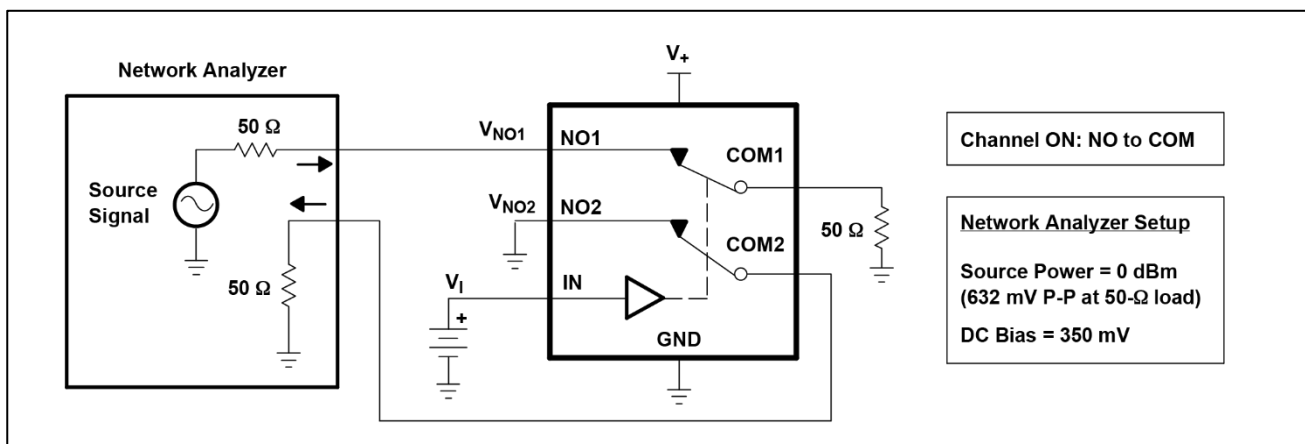 Network Analyzer
50 Ω
Source
Signal
50 Ω
V+
VNO1
NO1
COM1
VNO2
NO2
COM2
50 Ω
VI
+
IN
GND
Channel ON: NO to COM
Network Analyzer Setup
Source Power = 0 dBm
(632 mV P-P at 50-Ω load)
DC Bias = 350 mV